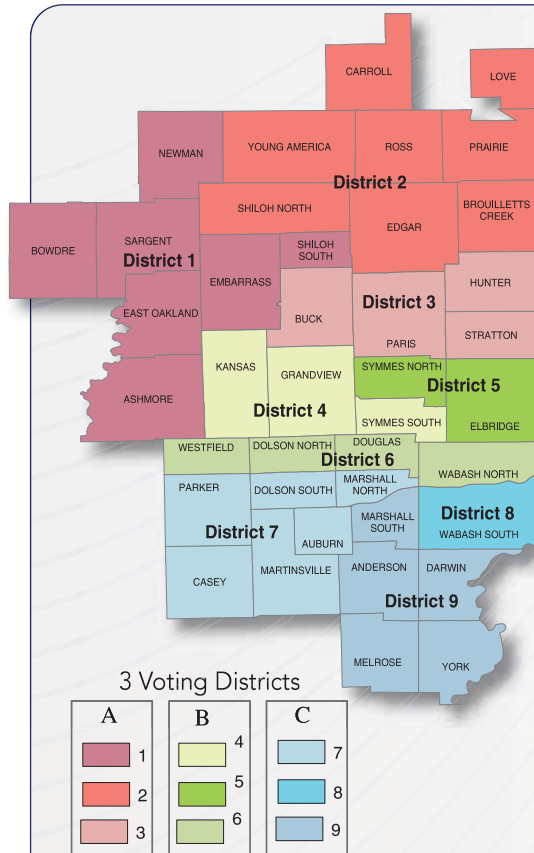 CARROLL
LOVE
NEWMAN
YOUNG AMERICA
ROSS
PRAIRIE
District 2
SHILOH NORTH
BROUILLETTS
CREEK
EDGAR
BOWDRE
SARGENT
District 1
SHILOH
SOUTH
EMBARRASS
HUNTER
District 3
EAST OAKLAND
BUCK
STRATTON
PARIS
KANSAS
GRANDVIEW
SYMMES NORTH
District 5
ASHMORE
District 4
SYMMES SOUTH
ELBRIDGE
WESTFIELD
DOLSON NORTH
DOUGLAS
District 6
WABASH NORTH
PARKER
DOLSON SOUTH
MARSHALL
NORTH
District 8
MARSHALL
SOUTH
WABASH SOUTH
District 7
AUBURN
CASEY
MARTINSVILLE
ANDERSON
DARWIN
District 9
MELROSE
YORK
3 Voting Districts
A
B
C
1
4
7
2
5
8
3
6
9